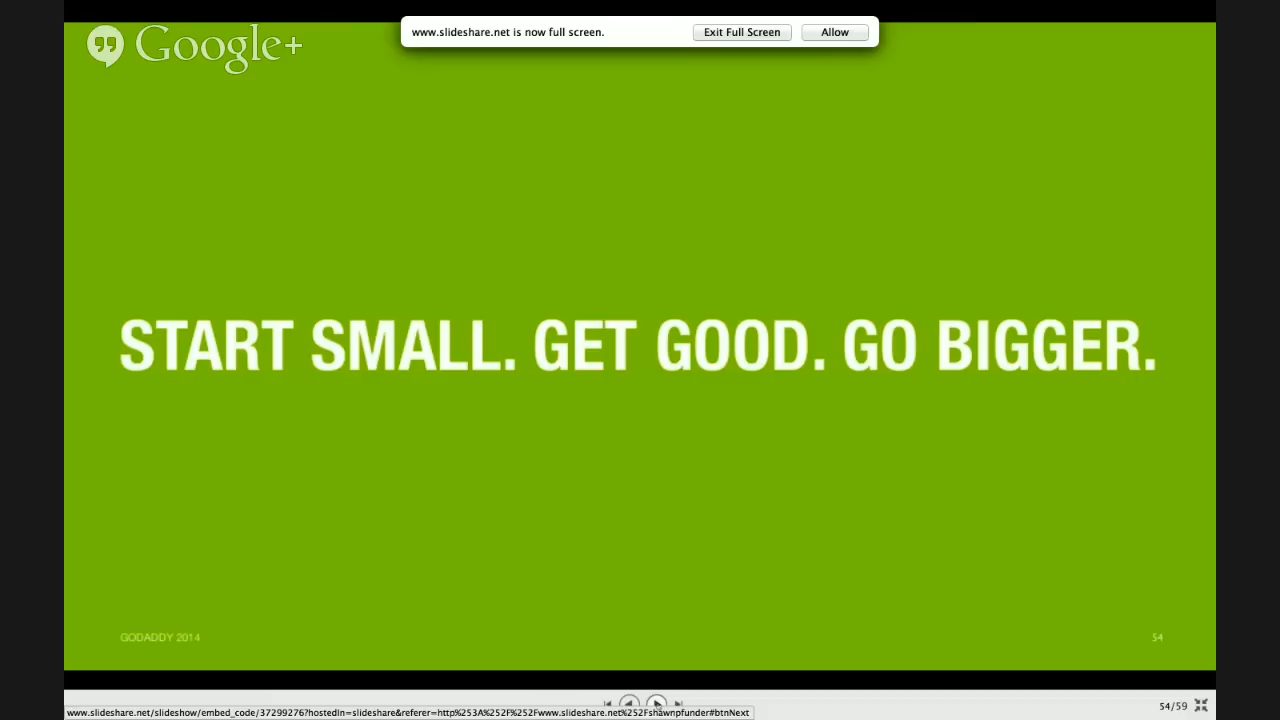 Google+
www.slideshare.net is now full screen.
Exit Full Screen
Allow
START SMALL. GET GOOD. GO BIGGER.
GODADDY 2014
54
54/59
www.slideshare.net/slideshow/embed_code/37299276?hostedIn=slideshare&referer=http%253A%252F%252Fwww.slideshare.net%252Fshawnpfunder#btnNext